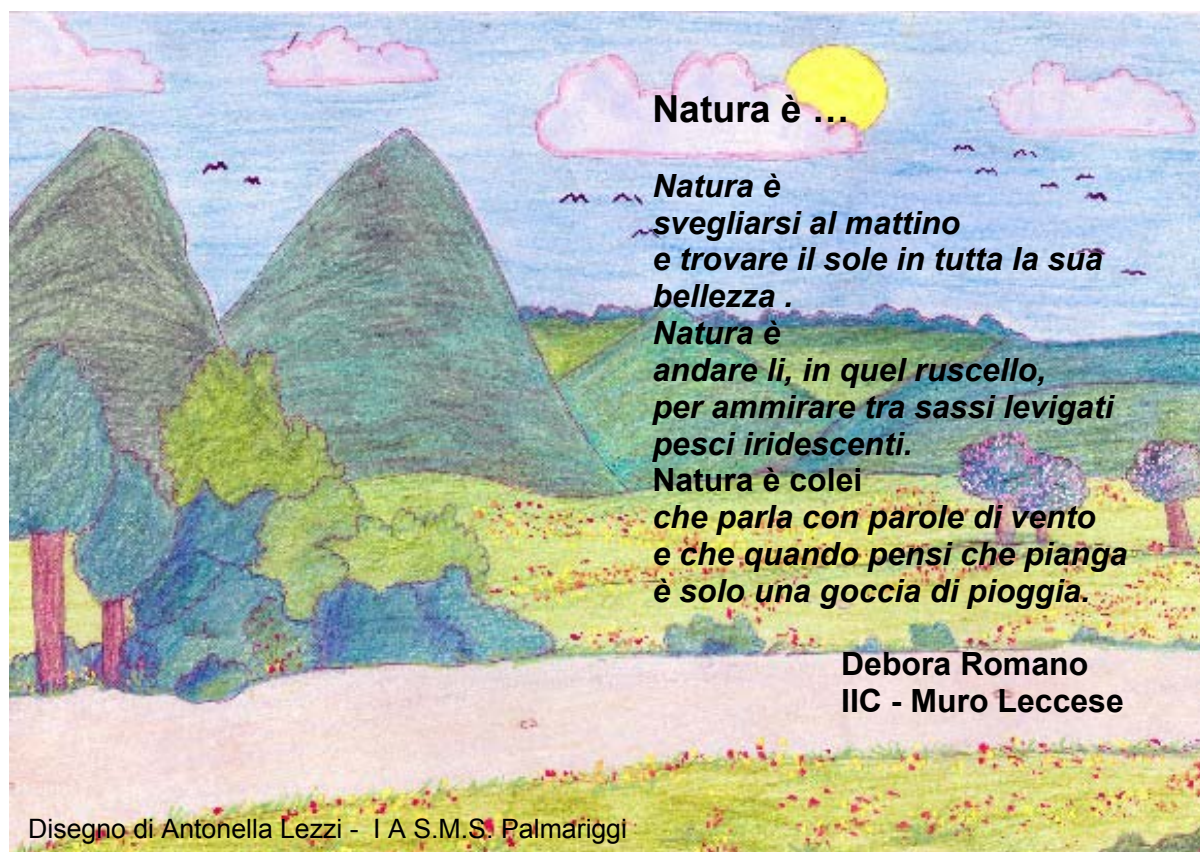 Natura è ...
Natura è
svegliarsi al mattino
e trovare il sole in tutta la sua
bellezza .
Natura è
andare li, in quel ruscello,
per ammirare tra sassi levigati
pesci iridescenti.
Natura è colei
che parla con parole di vento
e che quando pensi che pianga
è solo una goccia di pioggia.
Debora Romano
IIC - Muro Leccese
Disegno di Antonella Lezzi - I A S.M.S. Palmariggi